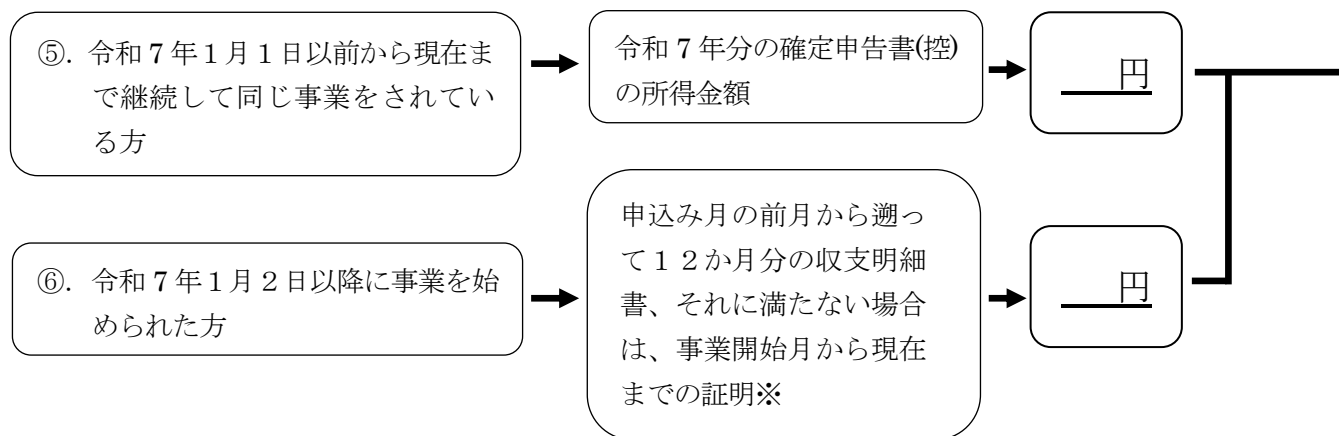 ⑤. 令和７年１月１日以前から現在ま
で継続して同じ事業をされてい
る方
令和７年分の確定申告書(控)
の所得金額
円
⑥. 令和７年１月２日以降に事業を始
められた方
申込み月の前月から遡っ
て１２か月分の収支明細
書、それに満たない場合
は、事業開始月から現在
までの証明※
円